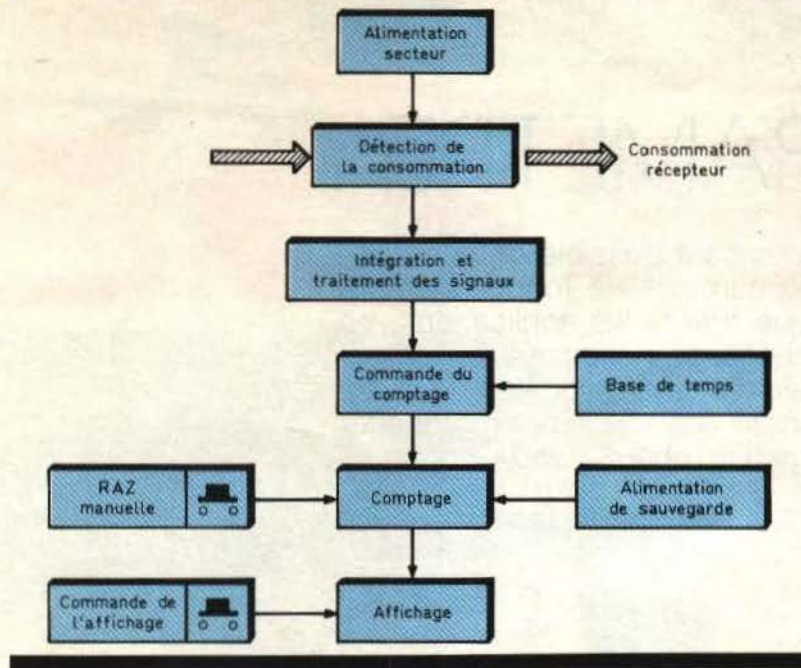 Alimentation
secteur
Détection de
la consommation
Consommation
récepteur
Intégration et
traitement des signaux
Commande du
comptage
Base de temps
RAZ
manuelle
Comptage
Alimentation
de sauvegarde
Commande de
l'affichage
Affichage